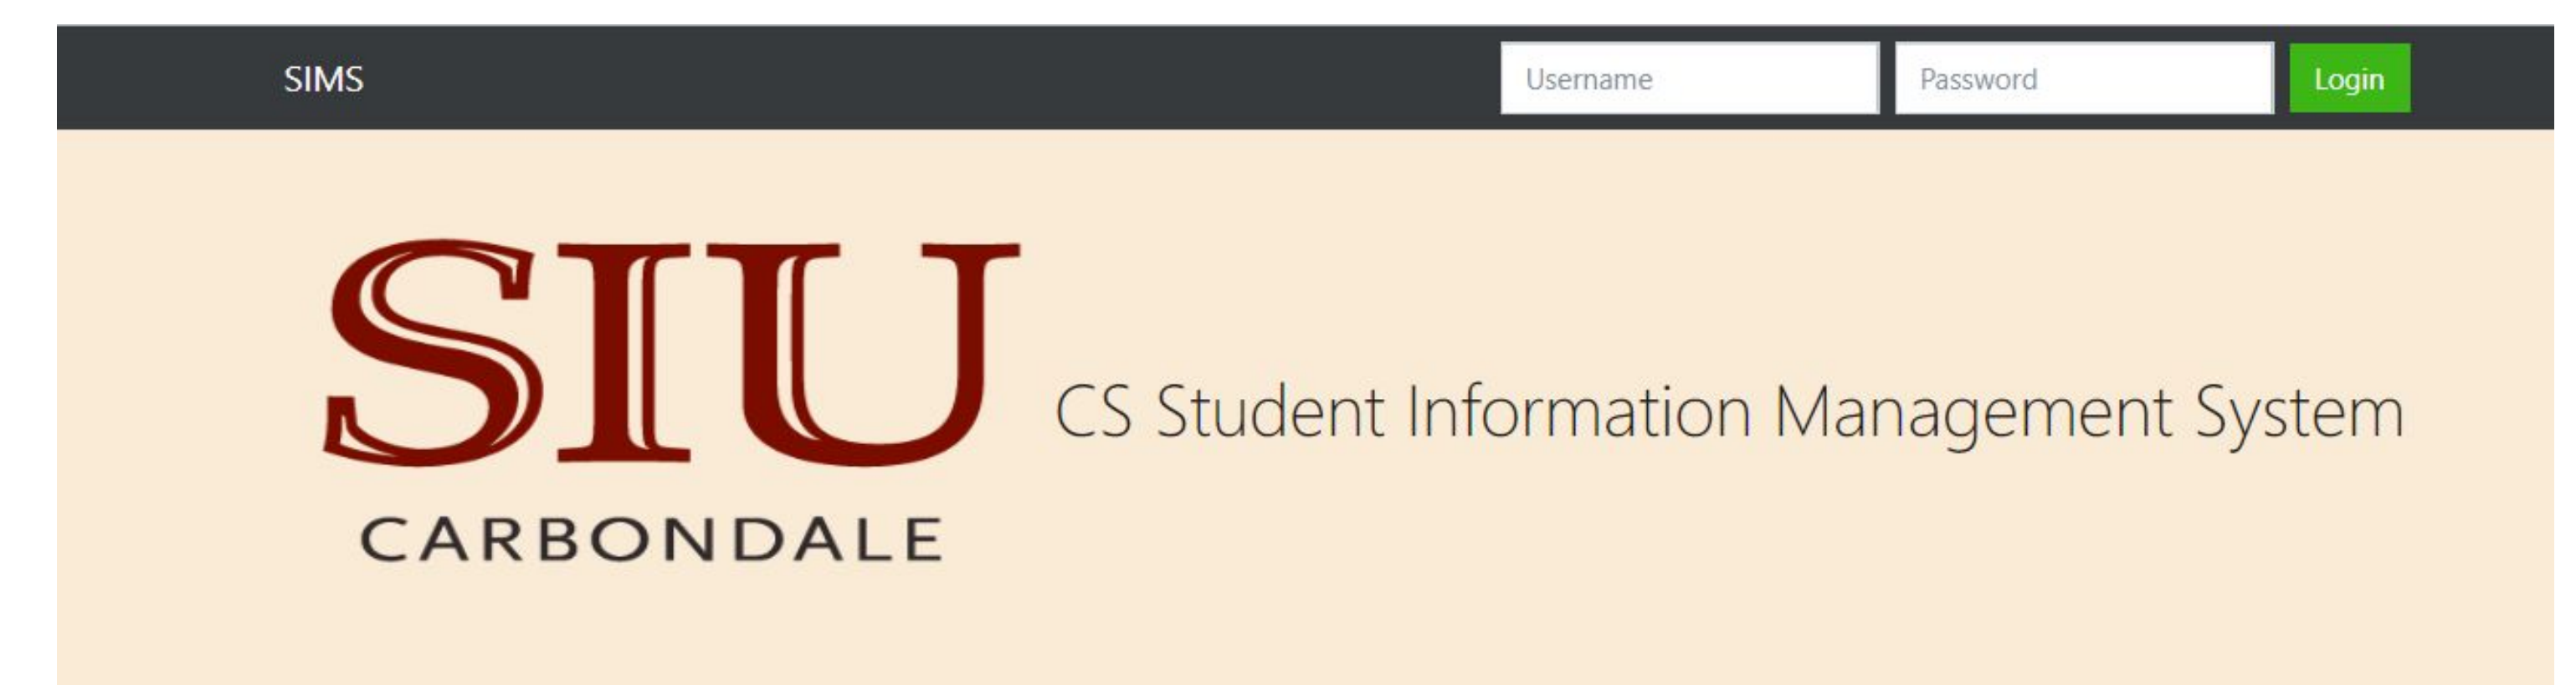 SIMS Username Password Login
SIU
CS Student Information Management System
CARBONDALE